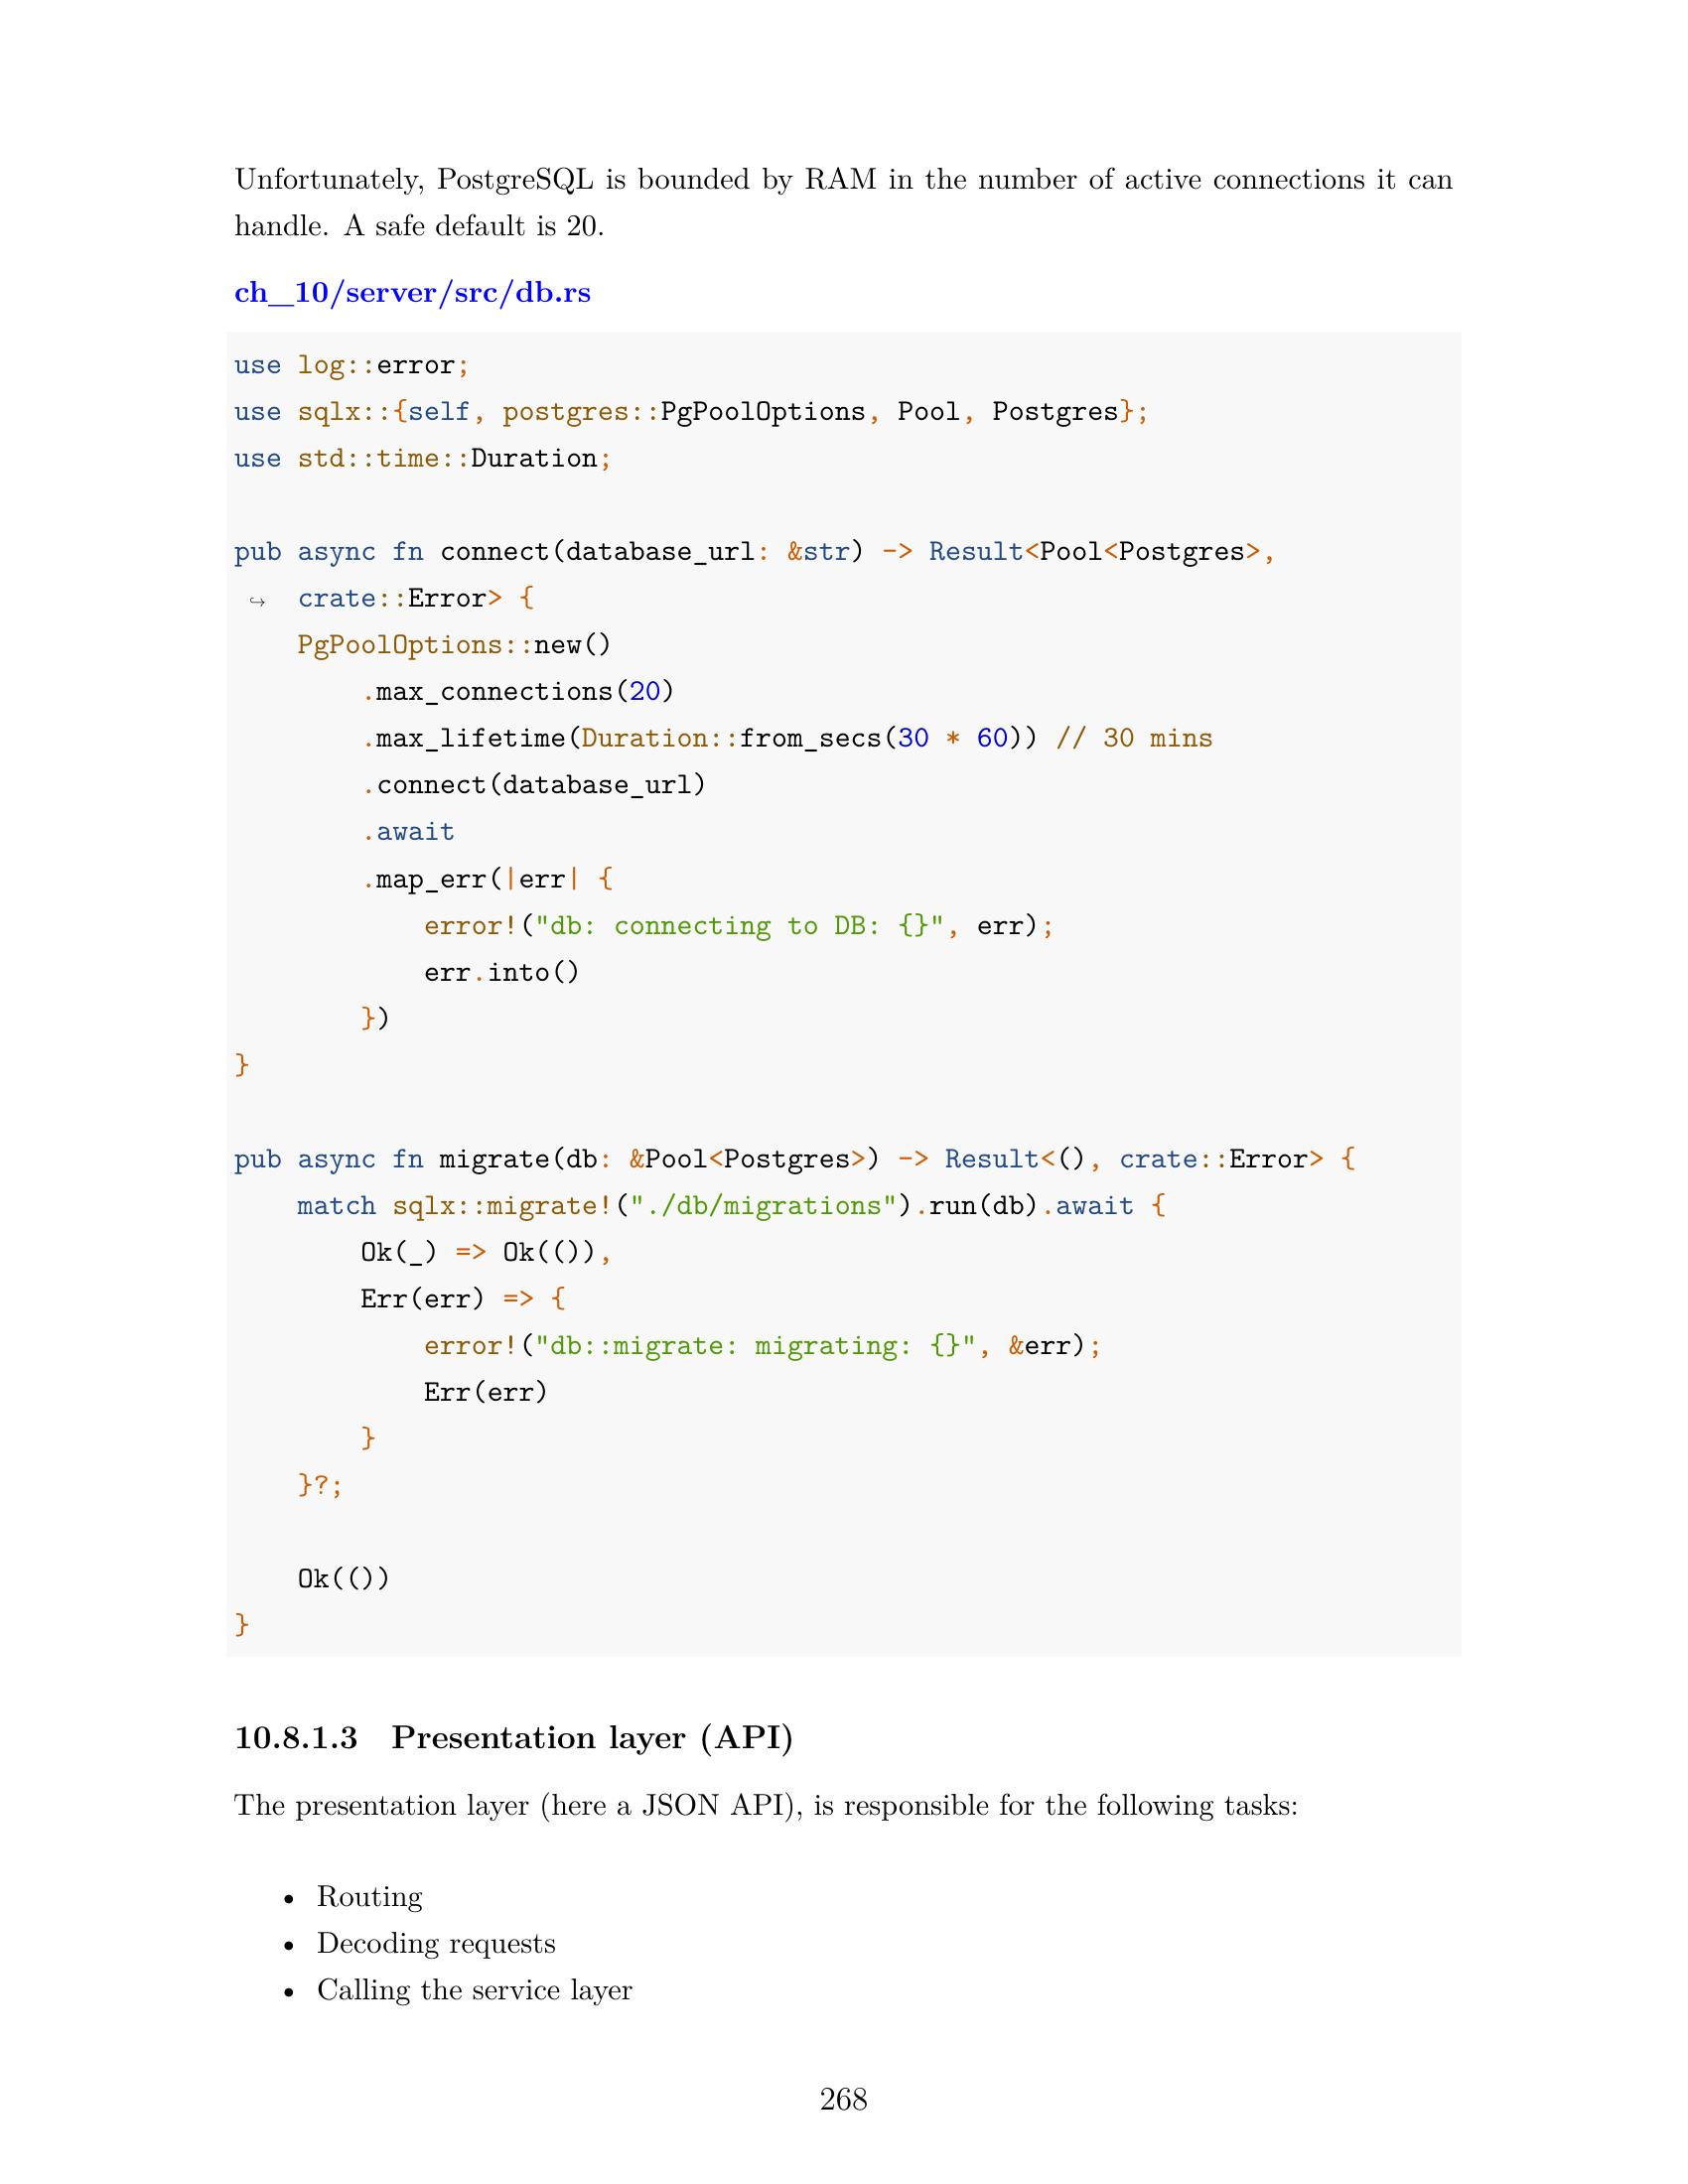 Unfortunately, PostgreSQL is bounded by RAM in the number of active connections it can
handle. A safe default is 20.
ch_10/server/src/db.rs
use log::error;
use sqlx::{self, postgres::PgPoolOptions, Pool, Postgres};
use std::time::Duration;

pub async fn connect(database_url: &str) -> Result<Pool<Postgres>,
↪   crate::Error> {
    PgPoolOptions::new()
        .max_connections(20)
        .max_lifetime(Duration::from_secs(30 * 60)) // 30 mins
        .connect(database_url)
        .await
        .map_err(|err| {
            error!("db: connecting to DB: {}", err);
            err.into()
        })
}

pub async fn migrate(db: &Pool<Postgres>) -> Result<(), crate::Error> {
    match sqlx::migrate!("./db/migrations").run(db).await {
        Ok(_) => Ok(()),
        Err(err) => {
            error!("db::migrate: migrating: {}", &err);
            Err(err)
        }
    }?;

    Ok(())
}
10.8.1.3 Presentation layer (API)
The presentation layer (here a JSON API), is responsible for the following tasks:
• Routing
• Decoding requests
• Calling the service layer
268